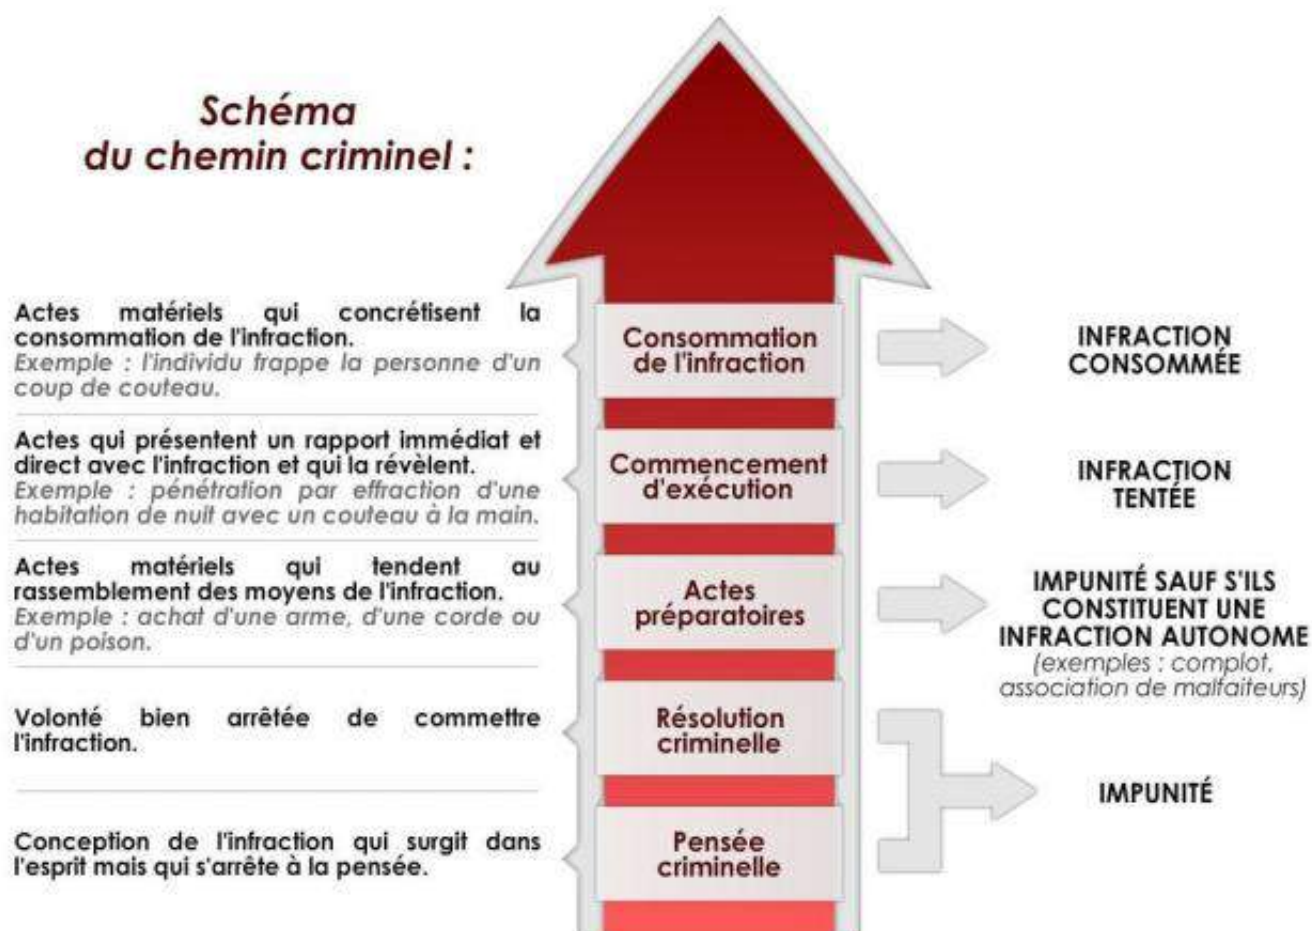 Schéma
du chemin criminel :
Actes matériels qui concrétisent la
consommation de l'infraction.
Exemple : l'individu frappe la personne d'un
coup de couteau.
Consommation
de l'infraction
INFRACTION
CONSOMMÉE
Actes qui présentent un rapport immédiat et
direct avec l'infraction et qui la révèlent.
Exemple : pénétration par effraction d'une
habitation de nuit avec un couteau à la main.
Commencement
d'exécution
INFRACTION
TENTÉE
Actes matériels qui tendent au
rassemblement des moyens de l'infraction.
Exemple : achat d'une arme, d'une corde ou
d'un poison.
Actes
préparatoires
IMPUNITÉ SAUF S'ILS
CONSTITUENT UNE
INFRACTION AUTONOME
(exemples : complot,
association de malfaiteurs)
Volonté bien arrêtée de commettre
l'infraction.
Résolution
criminelle
IMPUNITÉ
Conception de l'infraction qui surgit dans
l'esprit mais qui s'arrête à la pensée.
Pensée
criminelle